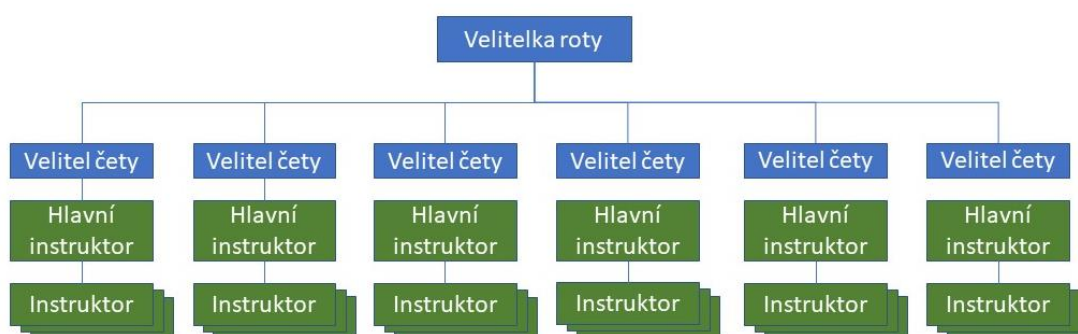 Velitelka roty
Velitel čety Velitel čety Velitel čety Velitel čety Velitel čety Velitel čety
Hlavní instruktor Hlavní instruktor Hlavní instruktor Hlavní instruktor Hlavní instruktor Hlavní instruktor
Instruktor Instruktor Instruktor Instruktor Instruktor Instruktor